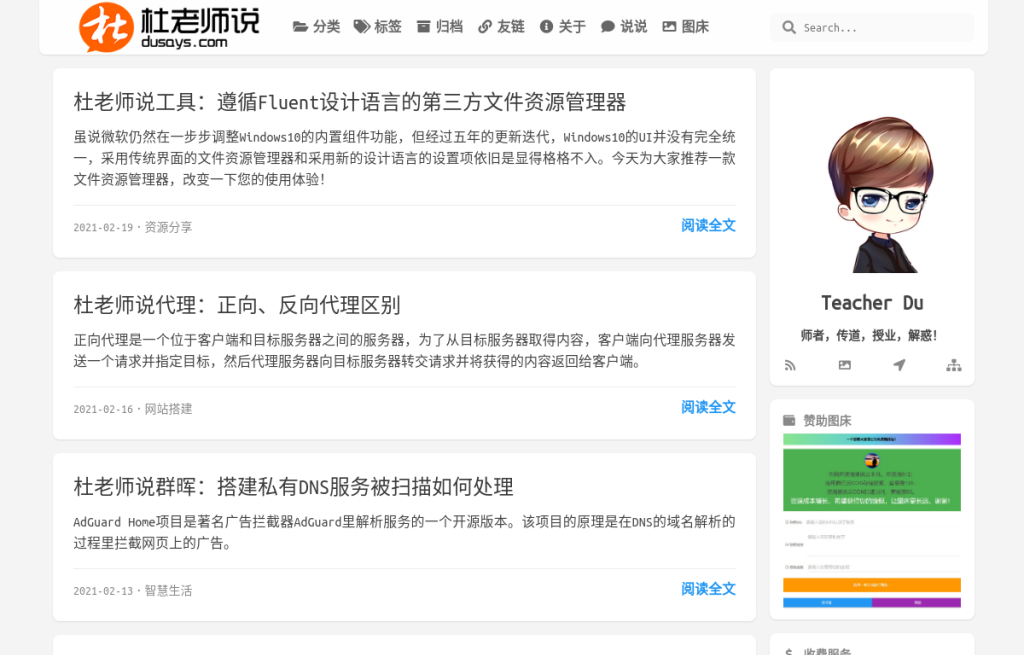 杜老师说
dusays.com
分类 标签 归档 友链 关于 说说 图床
Search...
杜老师说工具：遵循Fluent设计语言的第三方文件资源管理器
虽说微软仍然在一步步调整Windows10的内置组件功能，但经过五年的更新迭代，Windows10的UI并没有完全统
一，采用传统界面的文件资源管理器和采用新的设计语言的设置项依旧是显得格格不入。今天为大家推荐一款
文件资源管理器，改变一下您的使用体验！
2021-02-19·资源分享
阅读全文
杜老师说代理：正向、反向代理区别
正向代理是一个位于客户端和目标服务器之间的服务器，为了从目标服务器取得内容，客户端向代理服务器发
送一个请求并指定目标，然后代理服务器向目标服务器转交请求并将获得的内容返回给客户端。
2021-02-16·网站搭建
阅读全文
杜老师说群晖：搭建私有DNS服务被扫描如何处理
AdGuard Home项目是著名广告拦截器AdGuard里解析服务的一个开源版本。该项目的原理是在DNS的域名解析的
过程里拦截网页上的广告。
2021-02-13·智慧生活
阅读全文
Teacher Du
师者，传道，授业，解惑！
赞助图床
收费服务